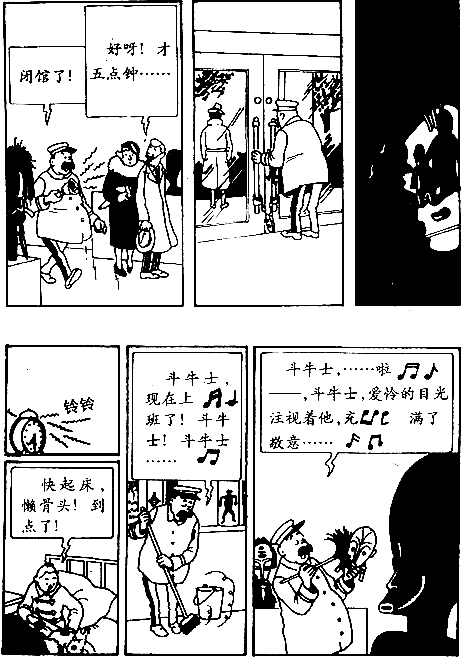 闭馆了!
好呀! 才
五点钟……
铃铃
快起床,
懒骨头! 到
点了!
斗牛士,
现在上
班了! 斗牛
士! 斗牛士
……
斗牛士,……啦
——,斗牛士,爱怜的目光
注视着他,充 满了
敬意……